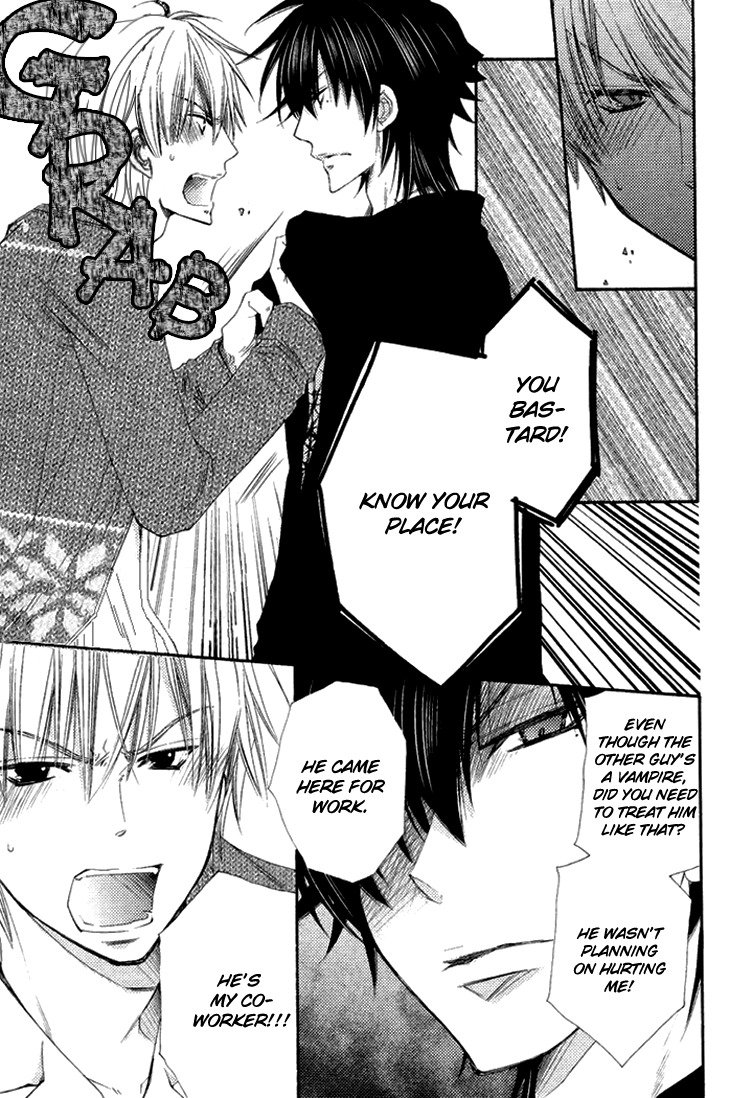 GRAB
YOU
BAS-
TARD!
KNOW YOUR
PLACE!
EVEN
THOUGH THE
OTHER GUY'S
A VAMPIRE,
DID YOU NEED
TO TREAT HIM
LIKE THAT?
HE WASN'T
PLANNING
ON HURTING
ME!
HE CAME
HERE FOR
WORK.
HE'S
MY CO-
WORKER!!!